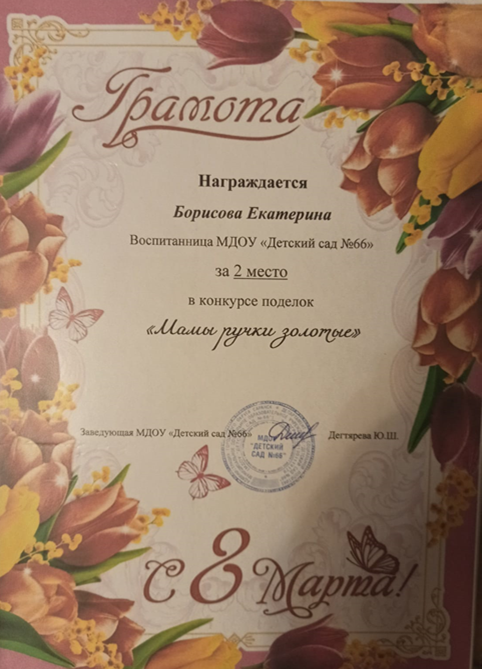 Грамота
Награждается
Борисова Екатерина
Воспитанница МДОУ «Детский сад №66»
за 2 место
в конкурсе поделок
«Мамы ручки золотые»
Заведующая МДОУ «Детский сад №66» Дегтярева Ю.Ш.
МДОУ
"ДЕТСКИЙ
САД №66"
С 8 Марта!